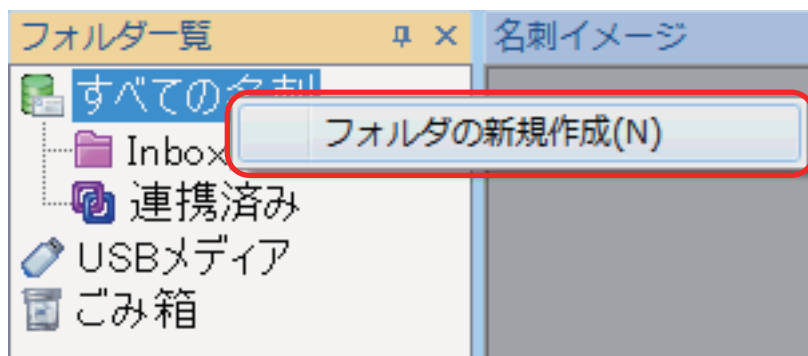 フォルダ一覧
名刺イメージ
すべての名刺
フォルダの新規作成(N)
Inbox
連携済み
USBメディア
ごみ箱